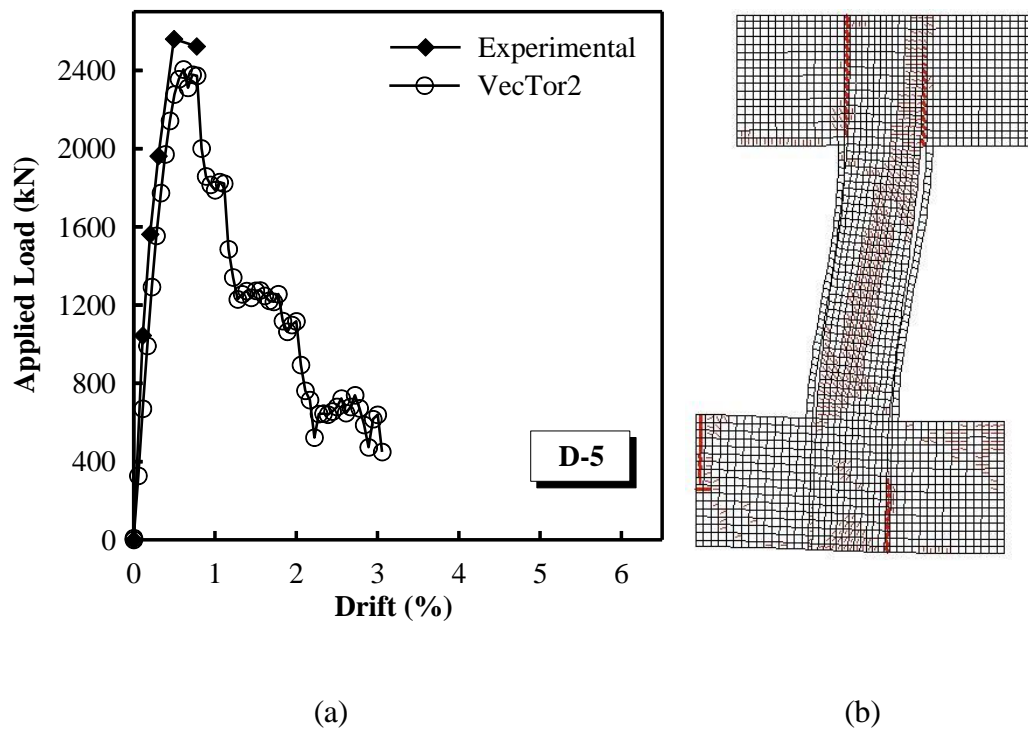 Experimental
VecTor2
2400
2000
1600
1200
800
400
0
Applied Load (kN)
D-5
0 1 2 3 4 5 6
Drift (%)
(a) (b)